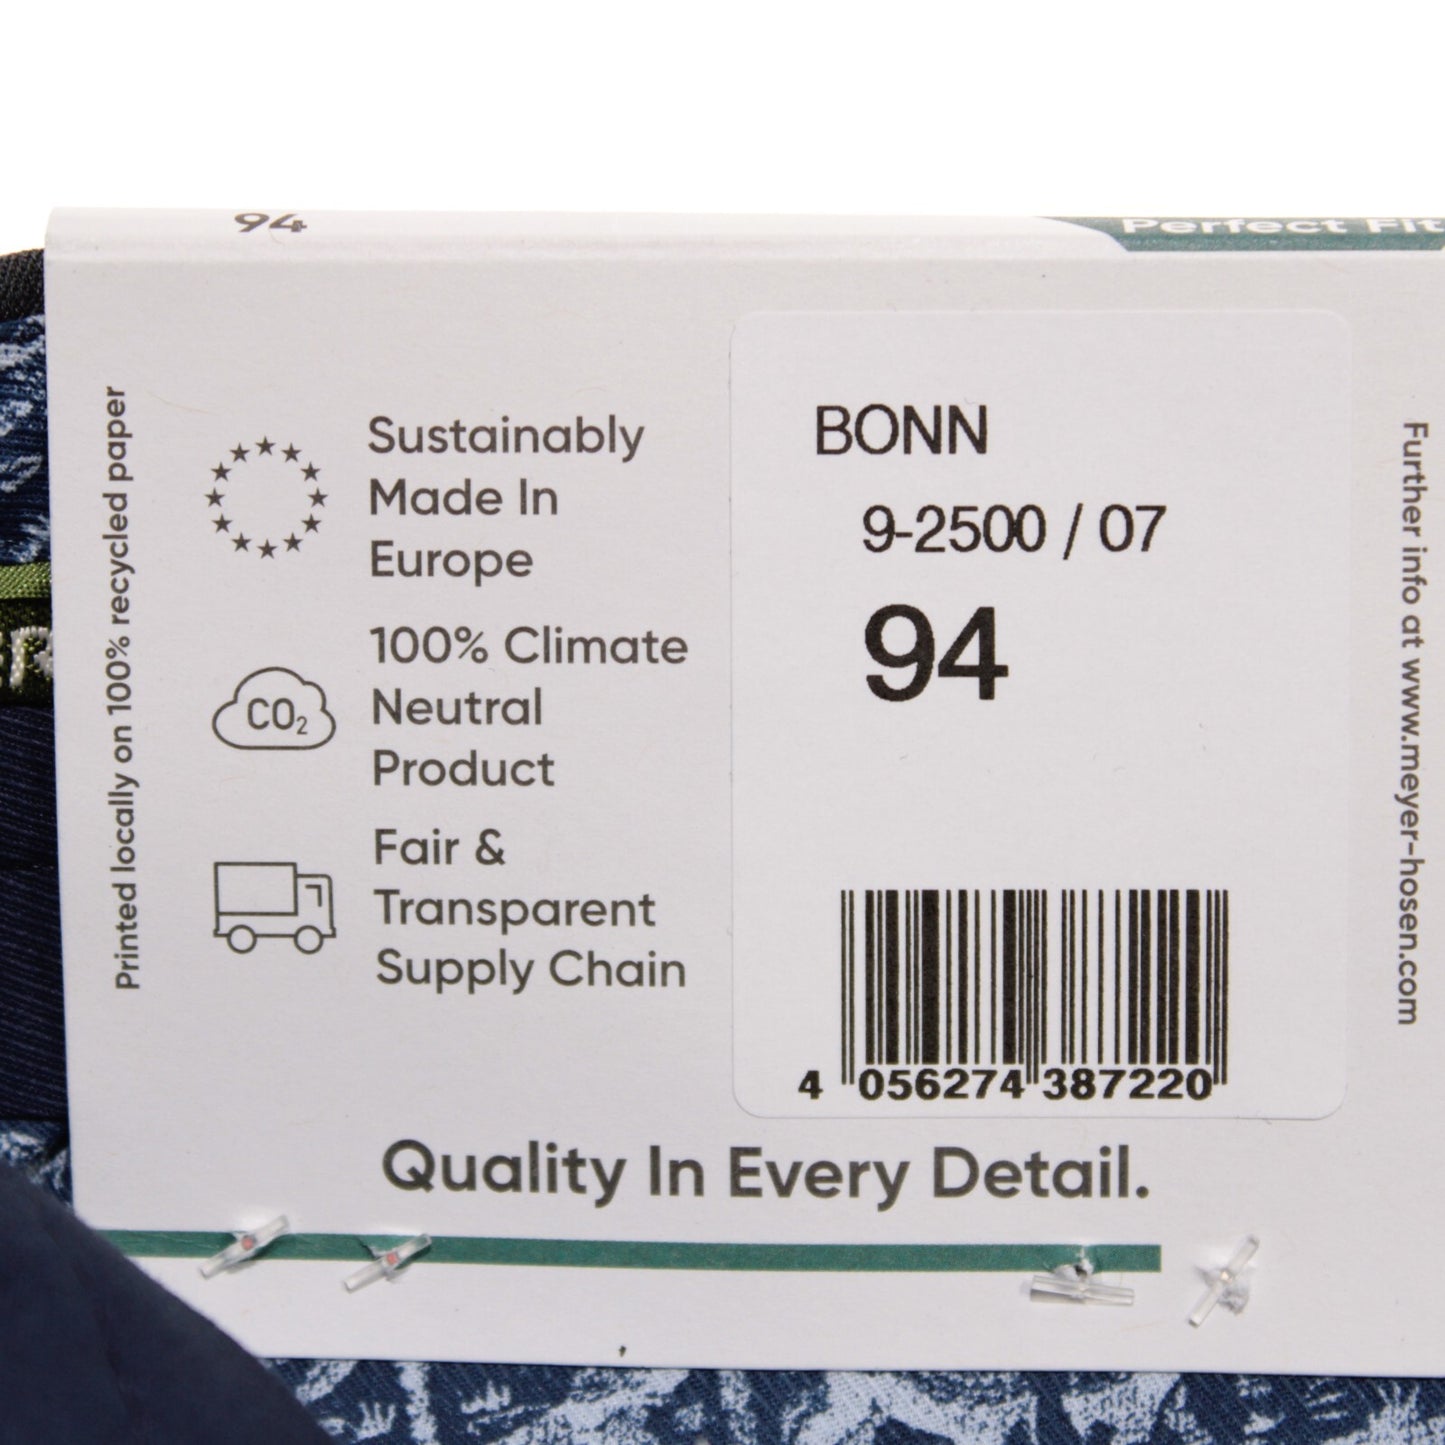 94
Perfect Fit
Printed locally on 100% recycled paper
Sustainably
Made In
Europe
CO₂
100% Climate
Neutral
Product
Fair &
Transparent
Supply Chain
BONN
9-2500 / 07
94
4 056274 387220
Further info at www.meyer-hosen.com
Quality In Every Detail.